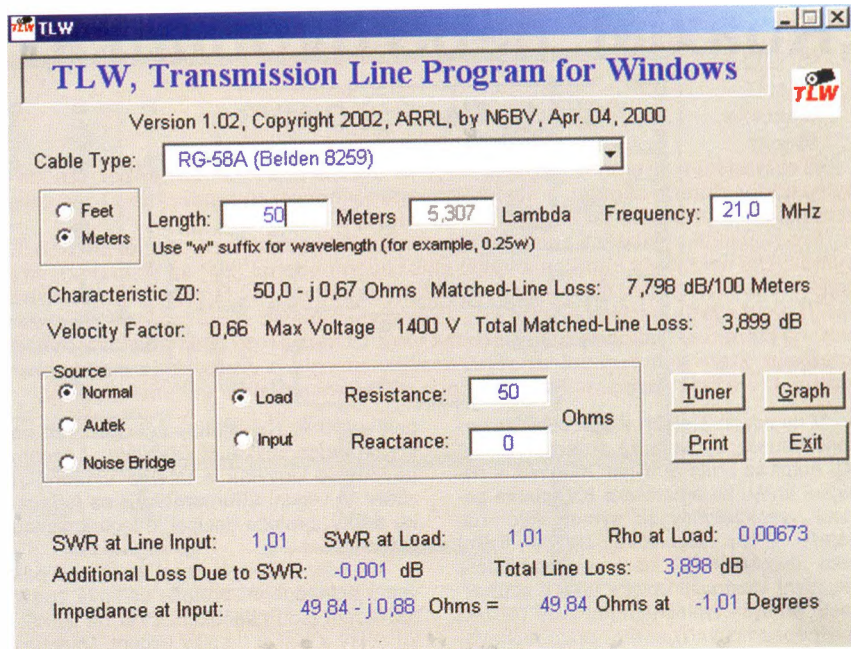 TLW TLW
TLW, Transmission Line Program for Windows
TLW
Version 1.02, Copyright 2002, ARRL, by N6BV, Apr. 04, 2000
Cable Type: RG-58A (Belden 8259)
Feet
Meters
Length: 50 Meters 5,307 Lambda Frequency: 21,0 MHz
Use "w" suffix for wavelength (for example, 0.25w)
Characteristic Z0: 50,0 - j 0,67 Ohms Matched-Line Loss: 7,798 dB/100 Meters
Velocity Factor: 0,66 Max Voltage 1400 V Total Matched-Line Loss: 3,899 dB
Source
Normal
Autek
Noise Bridge
Load Resistance: 50
Ohms
Input Reactance: 0
Tuner Graph
Print Exit
SWR at Line Input: 1,01 SWR at Load: 1,01 Rho at Load: 0,00673
Additional Loss Due to SWR: -0,001 dB Total Line Loss: 3,898 dB
Impedance at Input: 49,84 - j 0,88 Ohms = 49,84 Ohms at -1,01 Degrees